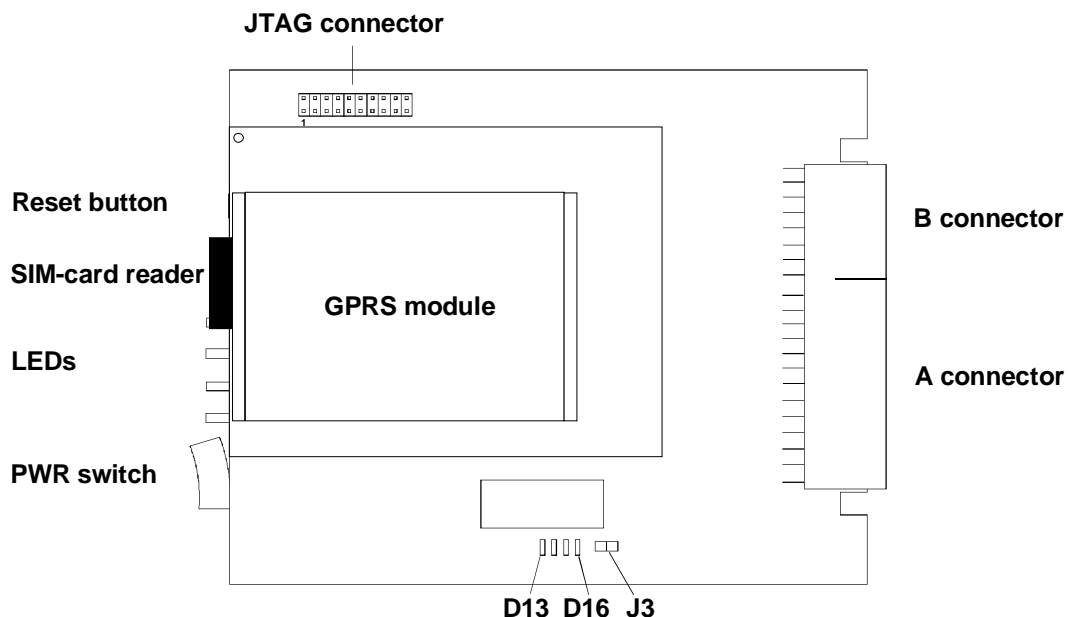 JTAG connector
1
Reset button
B connector
SIM-card reader
GPRS module
LEDs
A connector
PWR switch
D13 D16 J3